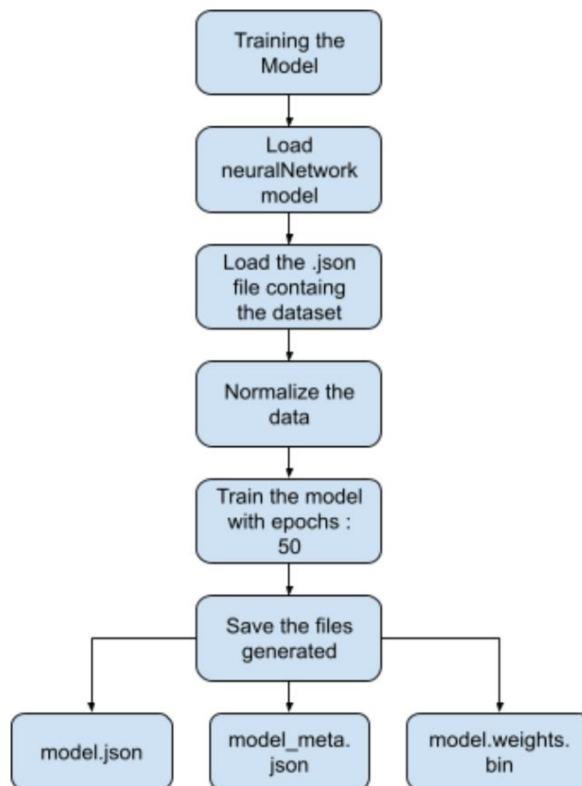 Training the
Model
Load
neuralNetwork
model
Load the .json
file containg
the dataset
Normalize the
data
Train the model
with epochs :
50
Save the files
generated
model.json
model_meta.
json
model.weights.
bin